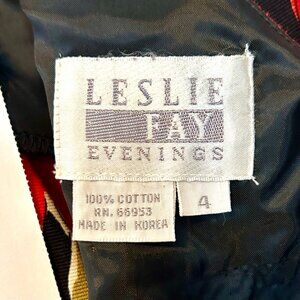 LESLIE
FAY
EVENINGS
100% COTTON
RN. 66953
MADE IN KOREA
4